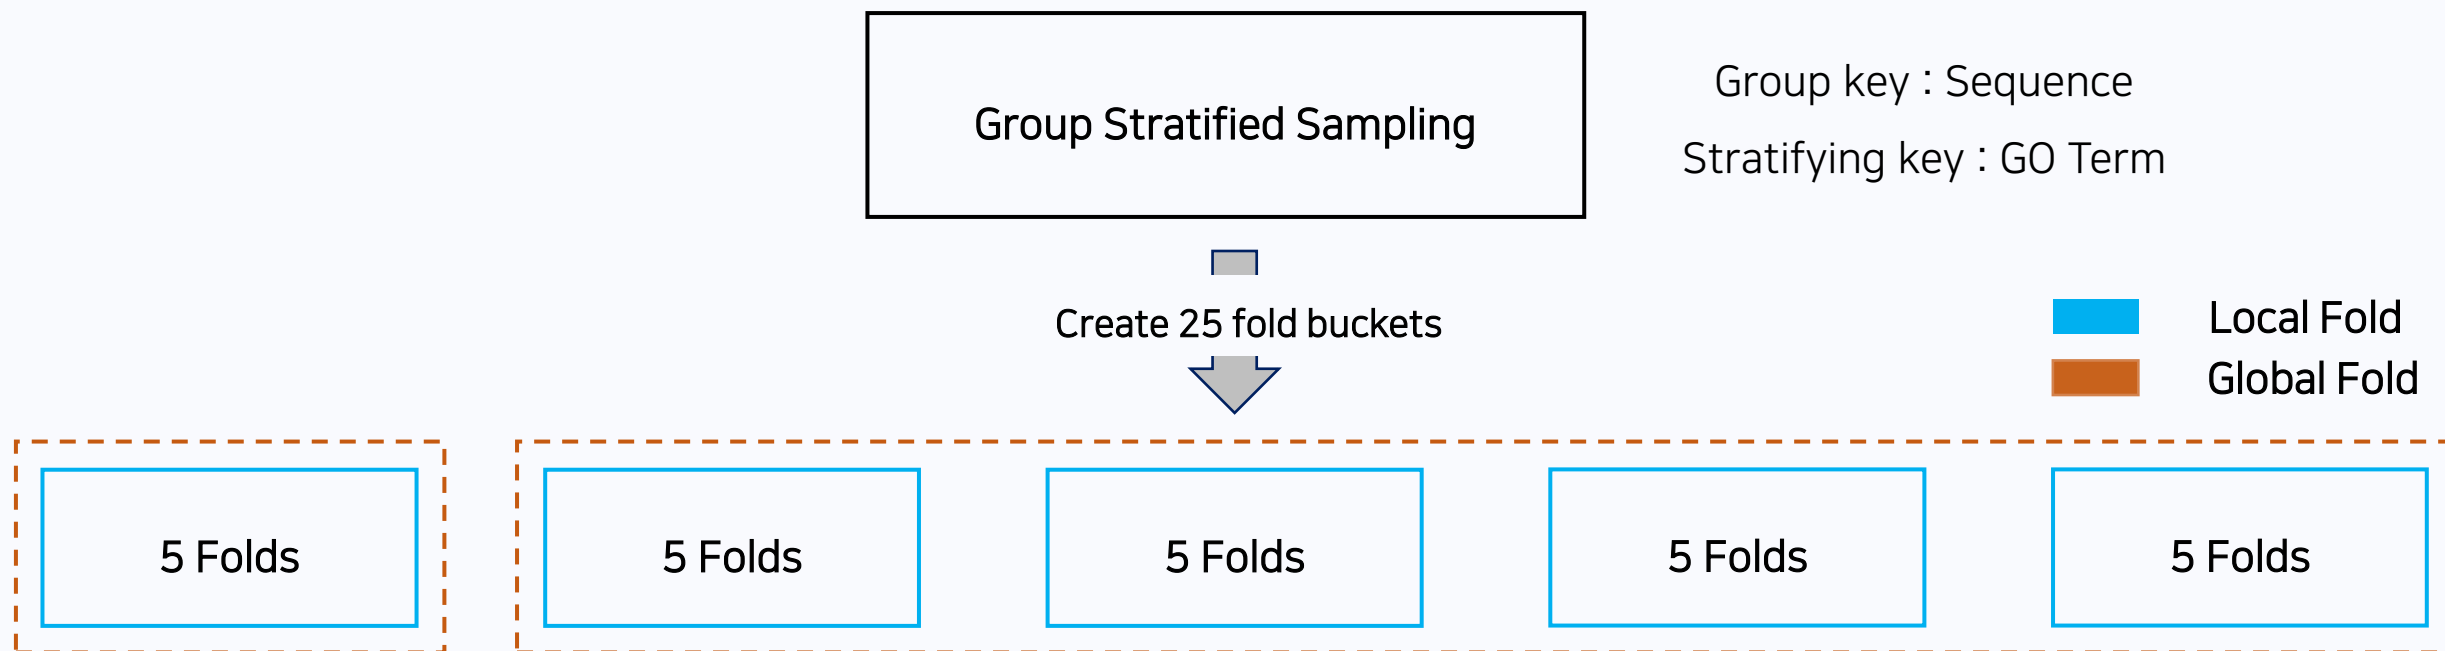 Group Stratified Sampling
Group key : Sequence
Stratifying key : GO Term
Create 25 fold buckets
Local Fold
Global Fold
5 Folds
5 Folds
5 Folds
5 Folds
5 Folds